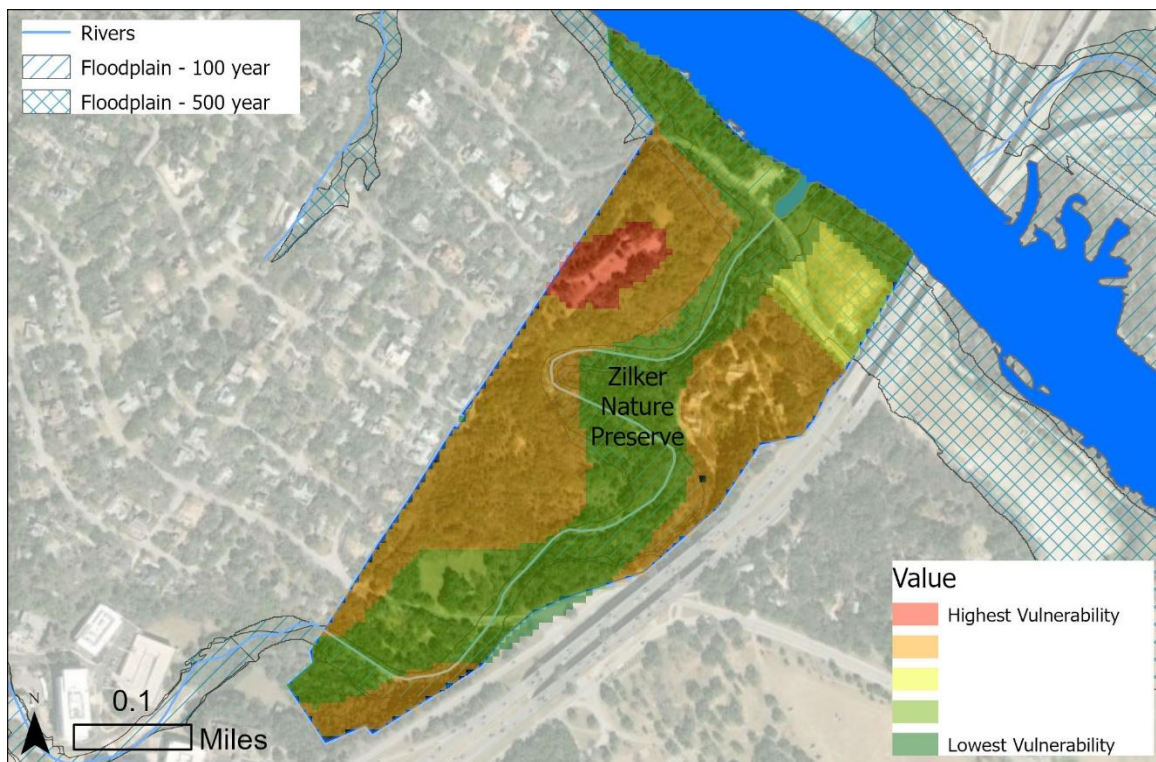 Rivers
Floodplain - 100 year
Floodplain - 500 year
Zilker
Nature
Preserve
N
0.1
Miles
Value
Highest Vulnerability
Lowest Vulnerability